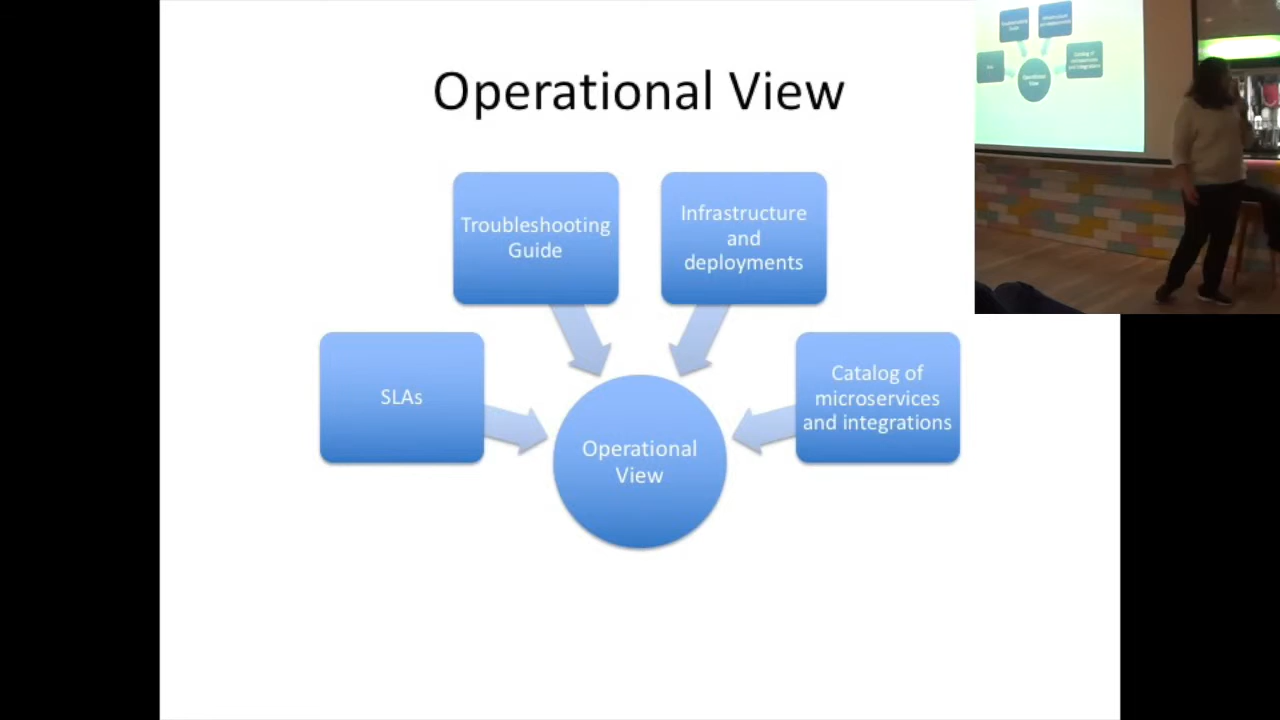 Operational View
Troubleshooting
Guide
Infrastructure
and
deployments
SLAs
Catalog of
microservices
and integrations
Operational
View